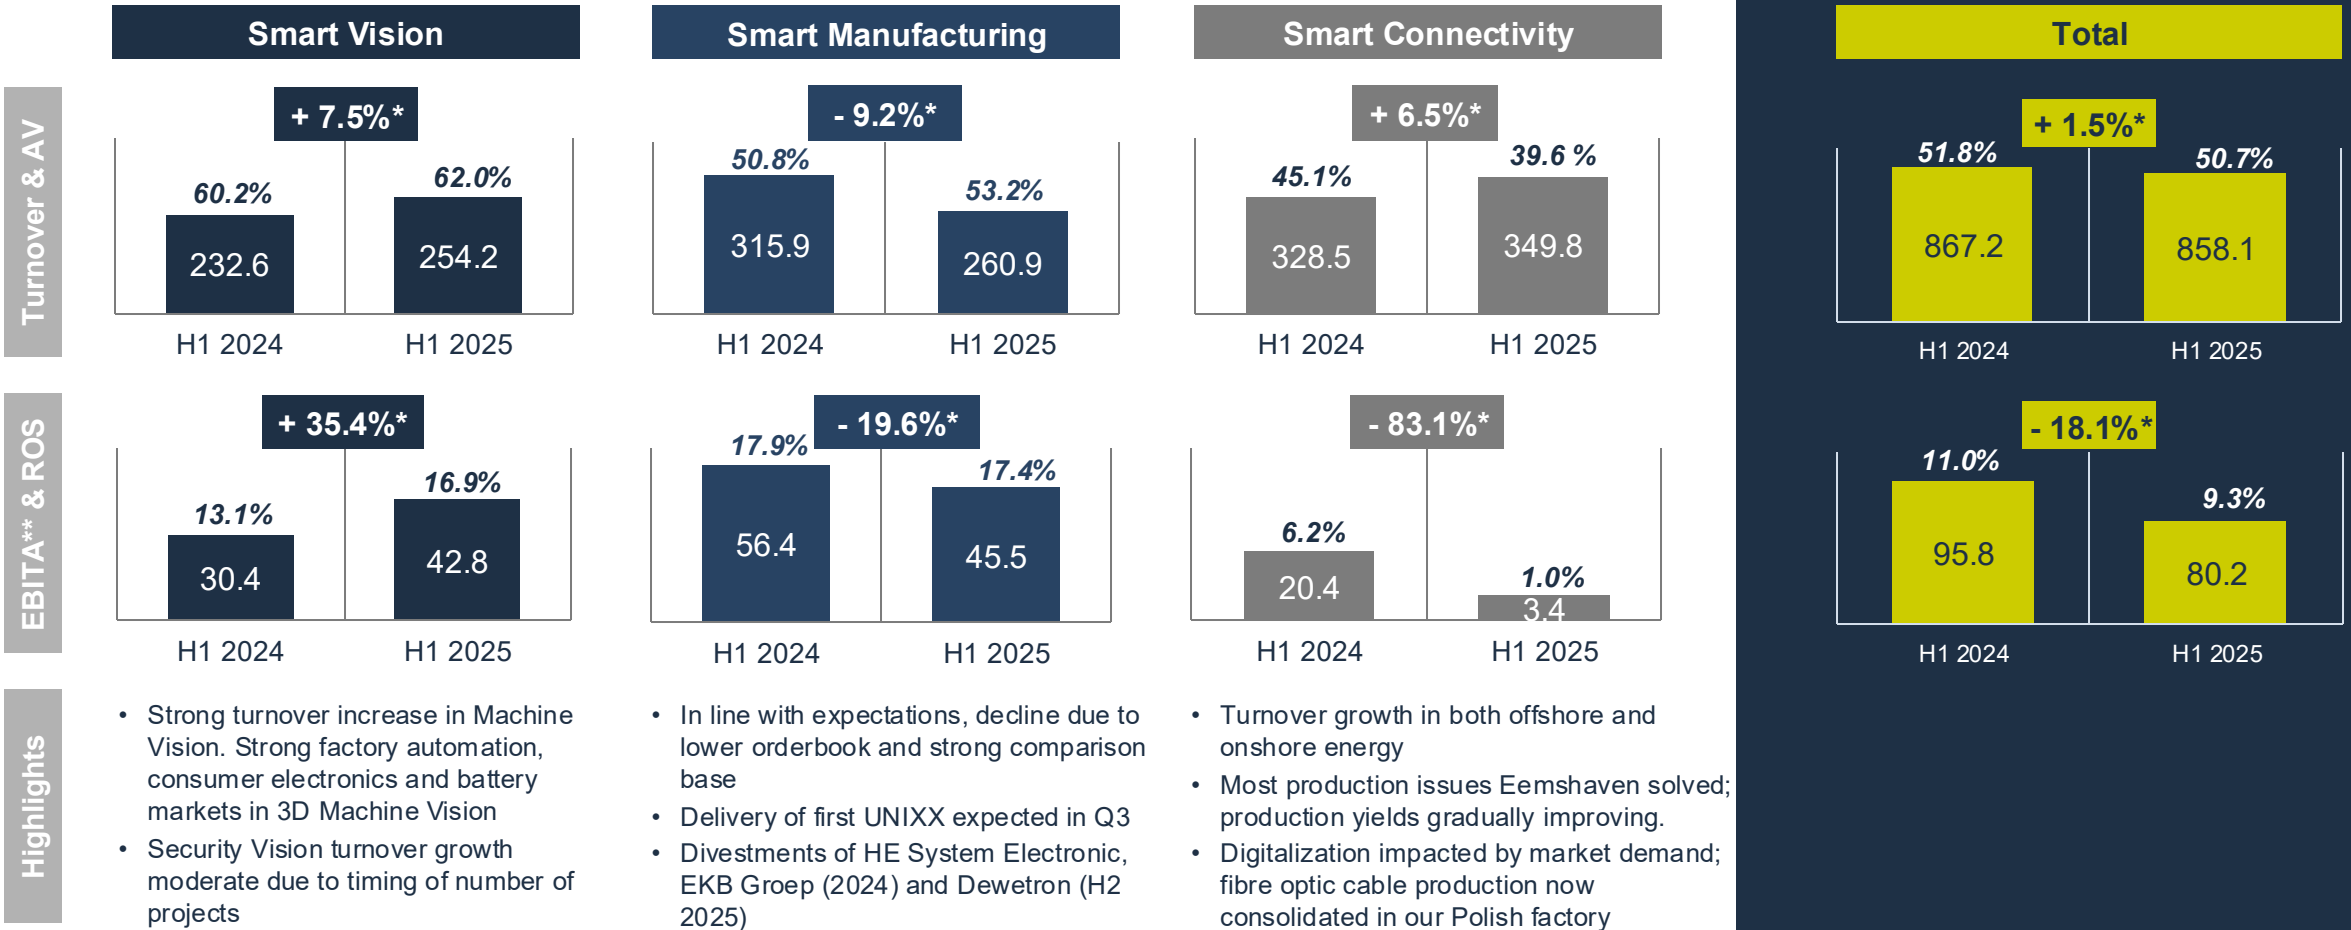 Smart Vision
Smart Manufacturing
Smart Connectivity
Total
Turnover & AV
+ 7.5%*
60.2%
62.0%
232.6
254.2
H1 2024
H1 2025
- 9.2%*
50.8%
53.2%
315.9
260.9
H1 2024
H1 2025
+ 6.5%*
45.1%
39.6 %
328.5
349.8
H1 2024
H1 2025
+ 1.5%*
51.8%
50.7%
867.2
858.1
H1 2024
H1 2025
EBITA** & ROS
+ 35.4%*
13.1%
16.9%
30.4
42.8
H1 2024
H1 2025
- 19.6%*
17.9%
17.4%
56.4
45.5
H1 2024
H1 2025
- 83.1%*
6.2%
1.0%
20.4
3.4
H1 2024
H1 2025
- 18.1%*
11.0%
9.3%
95.8
80.2
H1 2024
H1 2025
Highlights
• Strong turnover increase in Machine
Vision. Strong factory automation,
consumer electronics and battery
markets in 3D Machine Vision
• Security Vision turnover growth
moderate due to timing of number of
projects
• In line with expectations, decline due to
lower orderbook and strong comparison
base
• Delivery of first UNIXX expected in Q3
• Divestments of HE System Electronic,
EKB Groep (2024) and Dewetron (H2
2025)
• Turnover growth in both offshore and
onshore energy
• Most production issues Eemshaven solved;
production yields gradually improving.
• Digitalization impacted by market demand;
fibre optic cable production now
consolidated in our Polish factory